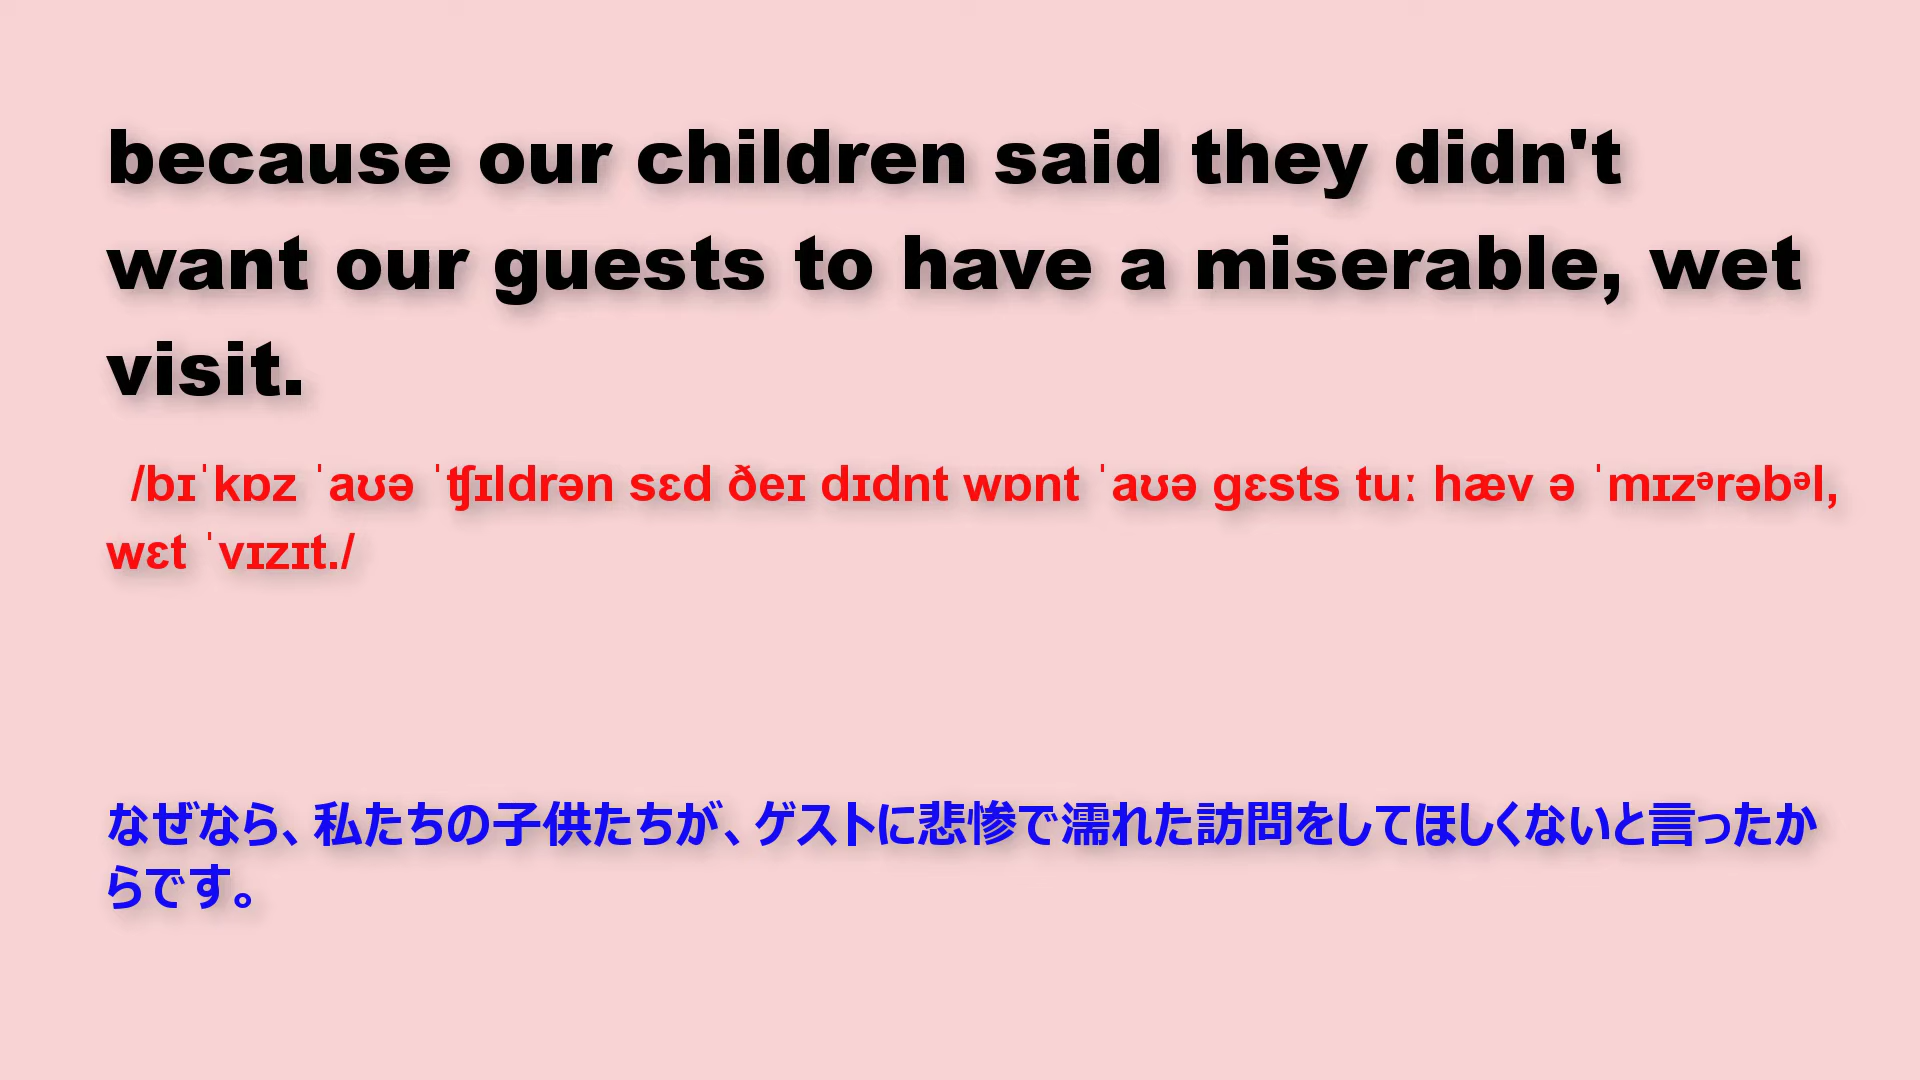 because our children said they didn't
want our guests to have a miserable, wet
visit.
/bɪˈkɒz ˈaʊə ˈʧɪldrən sɛd ðeɪ dɪdnt wɒnt ˈaʊə gɛsts tuː hæv ə ˈmɪzᵊrəbᵊl,
wɛt ˈvɪzɪt./
なぜなら、私たちの子供たちが、ゲストに悲惨で濡れた訪問をしてほしくないと言ったか
らです。